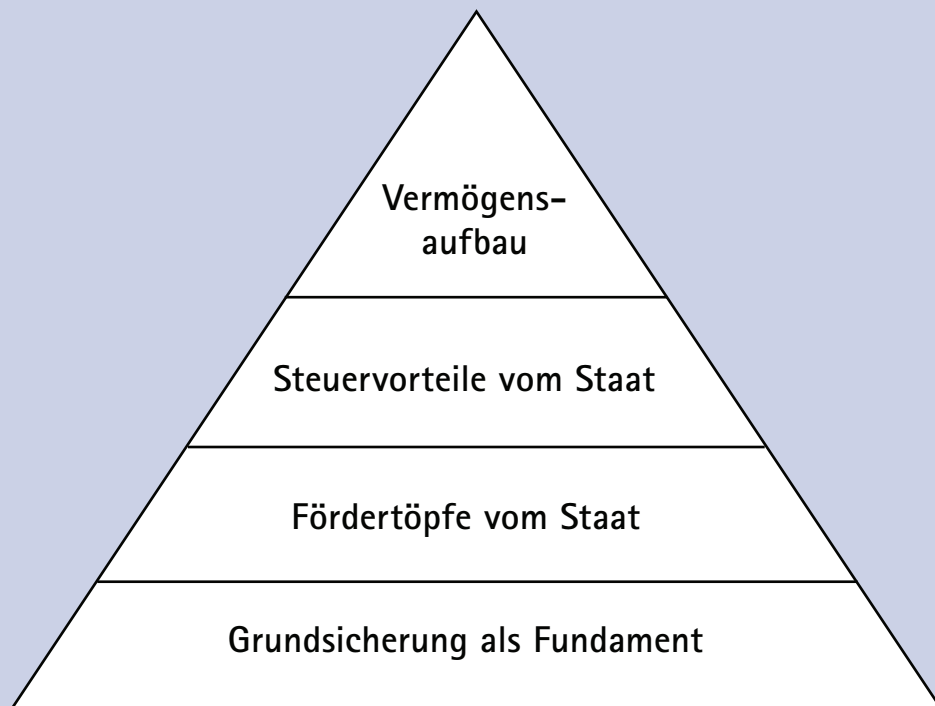 Vermögens-
aufbau
Steuervorteile vom Staat
Fördertöpfe vom Staat
Grundsicherung als Fundament